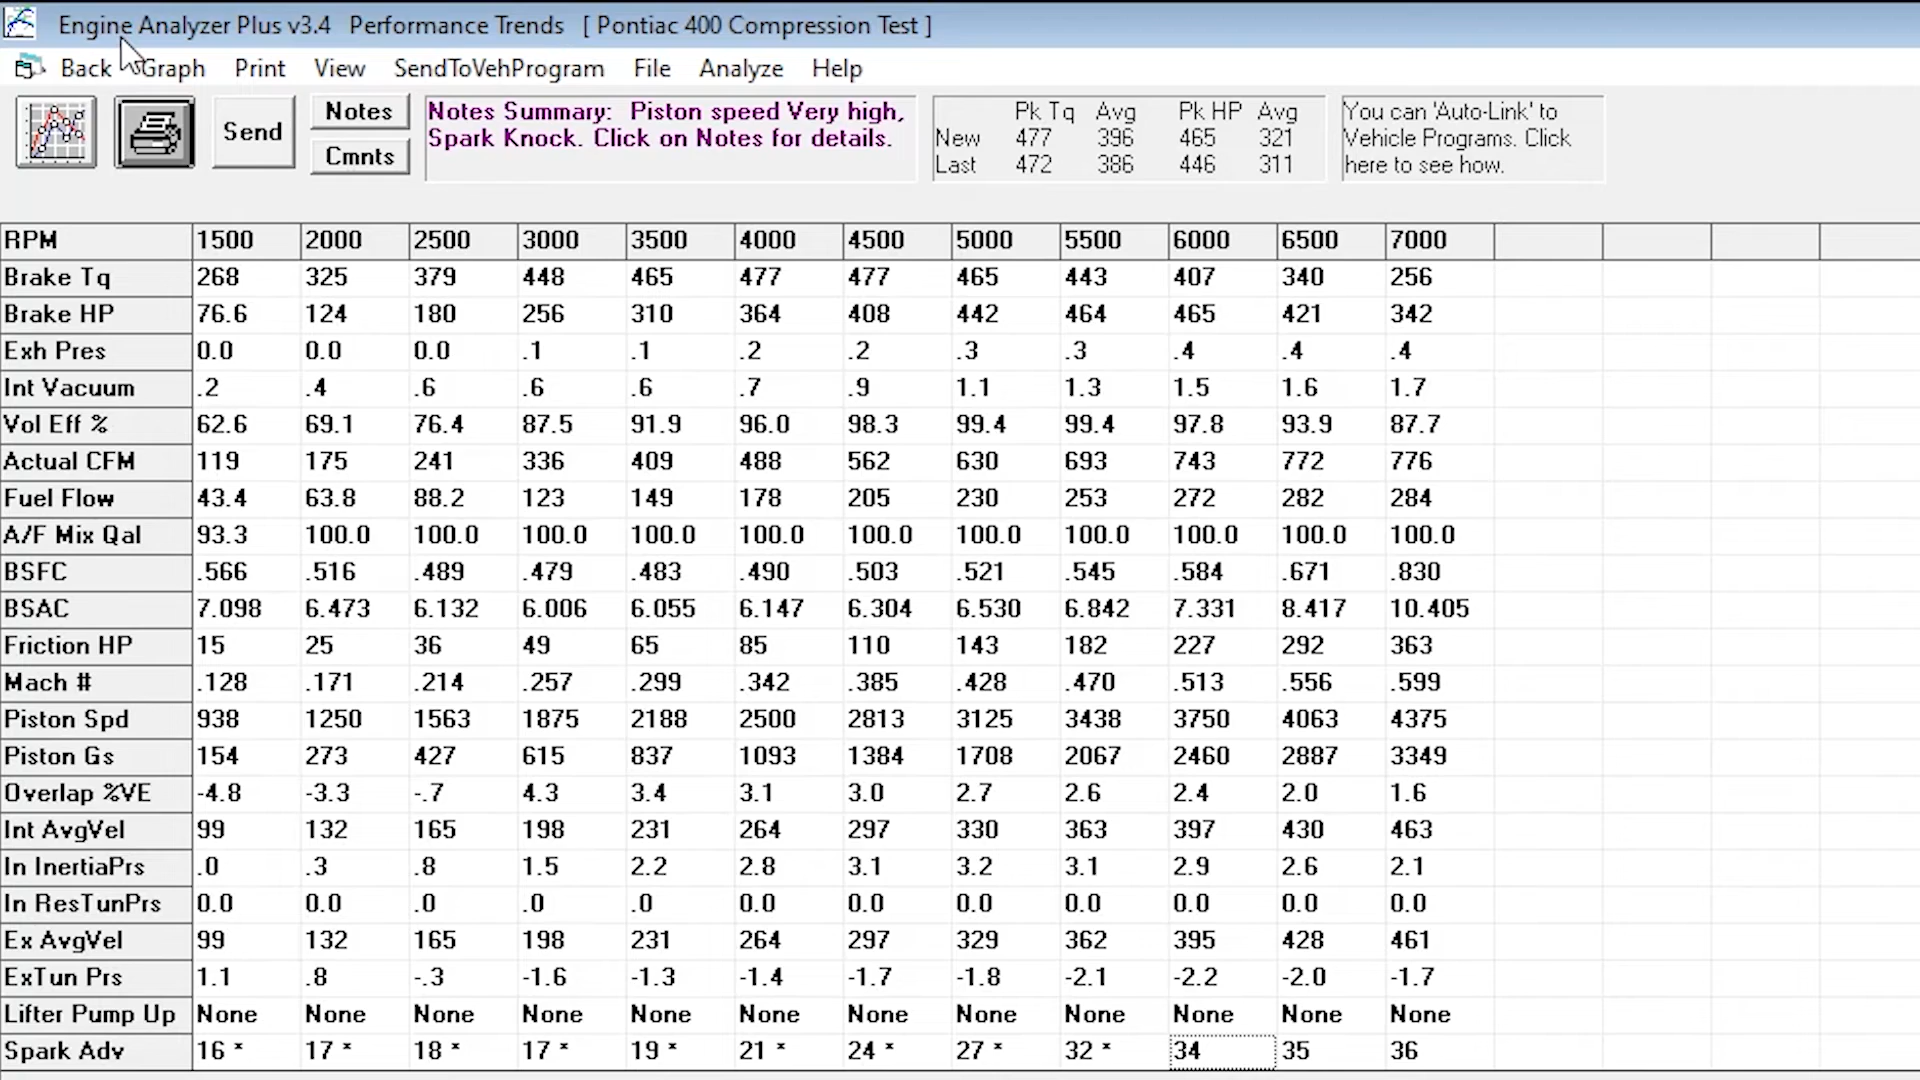 Engine Analyzer Plus v3.4 Performance Trends [ Pontiac 400 Compression Test ]
Back Graph Print View SendToVehProgram File Analyze Help
Send
Notes
Cmnts
Notes Summary: Piston speed Very high,
Spark Knock. Click on Notes for details.
Pk Tq Avg Pk HP Avg
New 477 396 465 321
Last 472 386 446 311
You can 'Auto-Link' to
Vehicle Programs. Click
here to see how.
RPM 1500 2000 2500 3000 3500 4000 4500 5000 5500 6000 6500 7000
Brake Tq 268 325 379 448 465 477 477 465 443 407 340 256
Brake HP 76.6 124 180 256 310 364 408 442 464 465 421 342
Exh Pres 0.0 0.0 0.0 .1 .1 .2 .2 .3 .3 .4 .4 .4
Int Vacuum .2 .4 .6 .6 .6 .7 .9 1.1 1.3 1.5 1.6 1.7
Vol Eff % 62.6 69.1 76.4 87.5 91.9 96.0 98.3 99.4 99.4 97.8 93.9 87.7
Actual CFM 119 175 241 336 409 488 562 630 693 743 772 776
Fuel Flow 43.4 63.8 88.2 123 149 178 205 230 253 272 282 284
A/F Mix Qal 93.3 100.0 100.0 100.0 100.0 100.0 100.0 100.0 100.0 100.0 100.0 100.0
BSFC .566 .516 .489 .479 .483 .490 .503 .521 .545 .584 .671 .830
BSAC 7.098 6.473 6.132 6.006 6.055 6.147 6.304 6.530 6.842 7.331 8.417 10.405
Friction HP 15 25 36 49 65 85 110 143 182 227 292 363
Mach # .128 .171 .214 .257 .299 .342 .385 .428 .470 .513 .556 .599
Piston Spd 938 1250 1563 1875 2188 2500 2813 3125 3438 3750 4063 4375
Piston Gs 154 273 427 615 837 1093 1384 1708 2067 2460 2887 3349
Overlap %VE -4.8 -3.3 -.7 4.3 3.4 3.1 3.0 2.7 2.6 2.4 2.0 1.6
Int AvgVel 99 132 165 198 231 264 297 330 363 397 430 463
In InertiaPrs .0 .3 .8 1.5 2.2 2.8 3.1 3.2 3.1 2.9 2.6 2.1
In ResTunPrs 0.0 0.0 .0 .0 .0 0.0 0.0 0.0 0.0 0.0 0.0 0.0
Ex AvgVel 99 132 165 198 231 264 297 329 362 395 428 461
ExTun Prs 1.1 .8 -.3 -1.6 -1.3 -1.4 -1.7 -1.8 -2.1 -2.2 -2.0 -1.7
Lifter Pump Up None None None None None None None None None None None None
Spark Adv 16 * 17 * 18 * 17 * 19 * 21 * 24 * 27 * 32 * 34 35 36